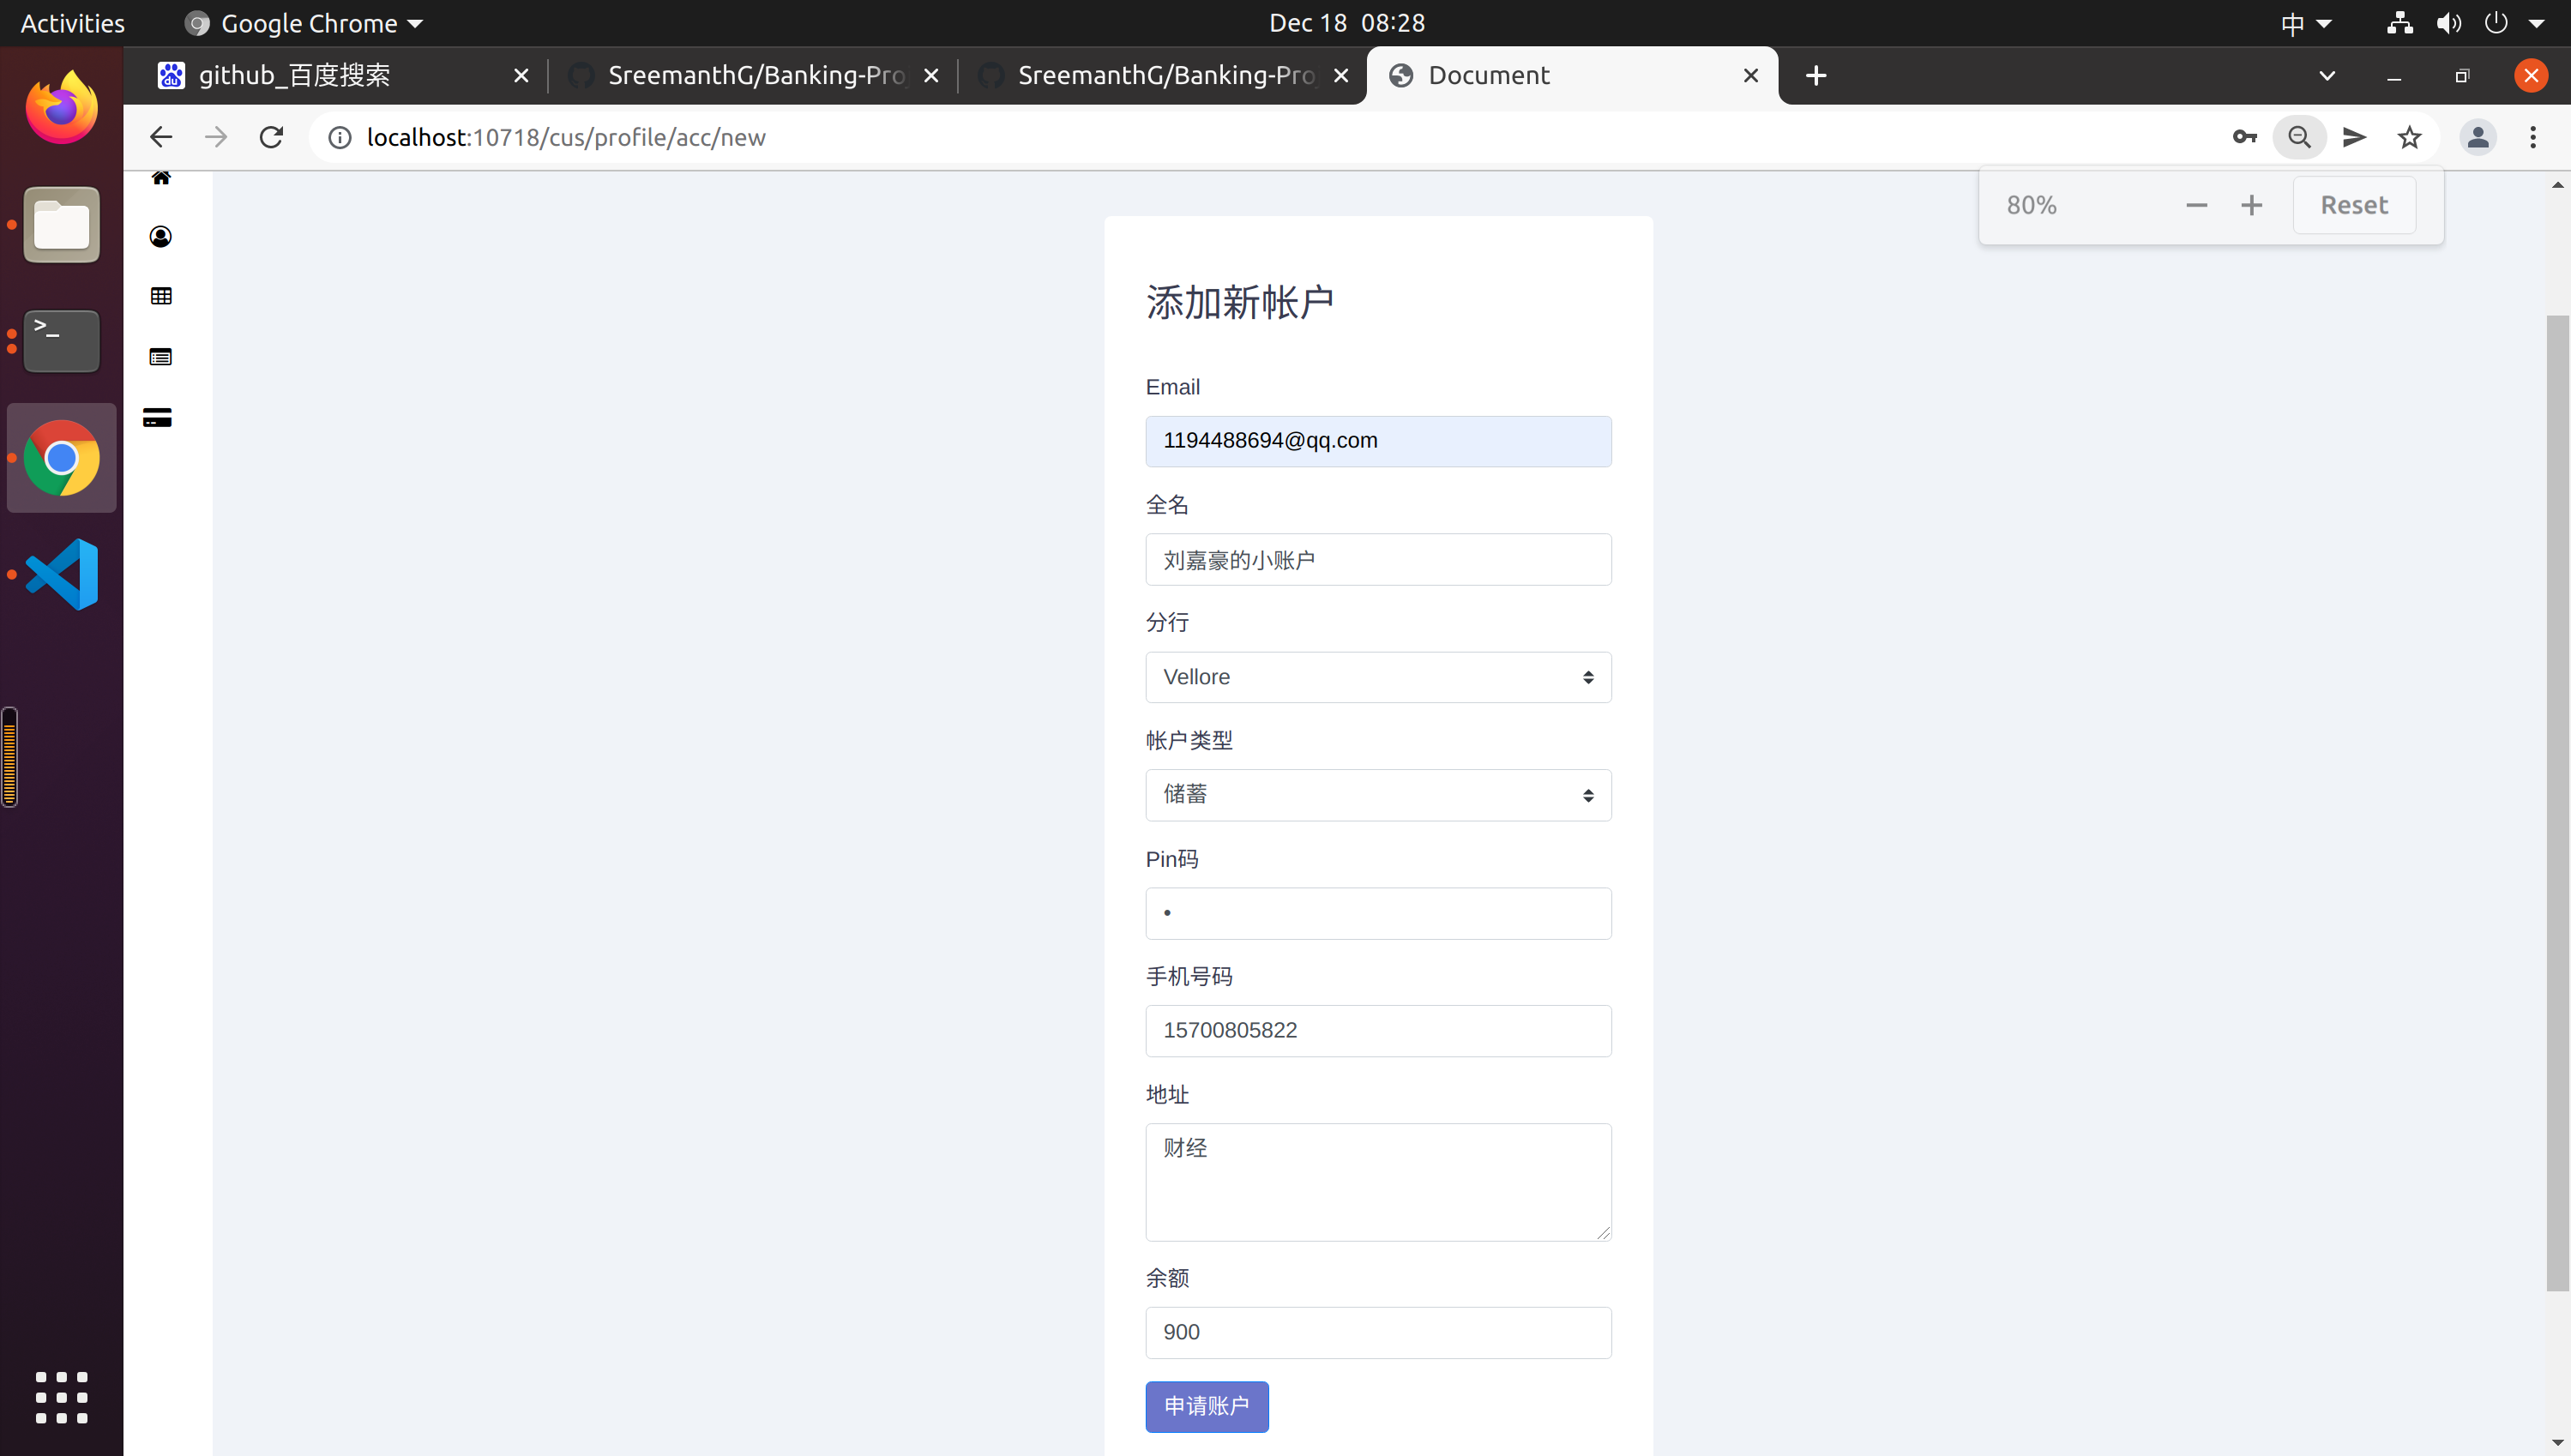 Activities
Google Chrome
Dec 18 08:28
中
github_百度搜索
SreemanthG/Banking-Pro
SreemanthG/Banking-Pro
Document
localhost:10718/cus/profile/acc/new
80%
Reset
添加新帐户
Email
1194488694@qq.com
全名
刘嘉豪的小账户
分行
Vellore
帐户类型
储蓄
Pin码
•
手机号码
15700805822
地址
财经
余额
900
申请账户